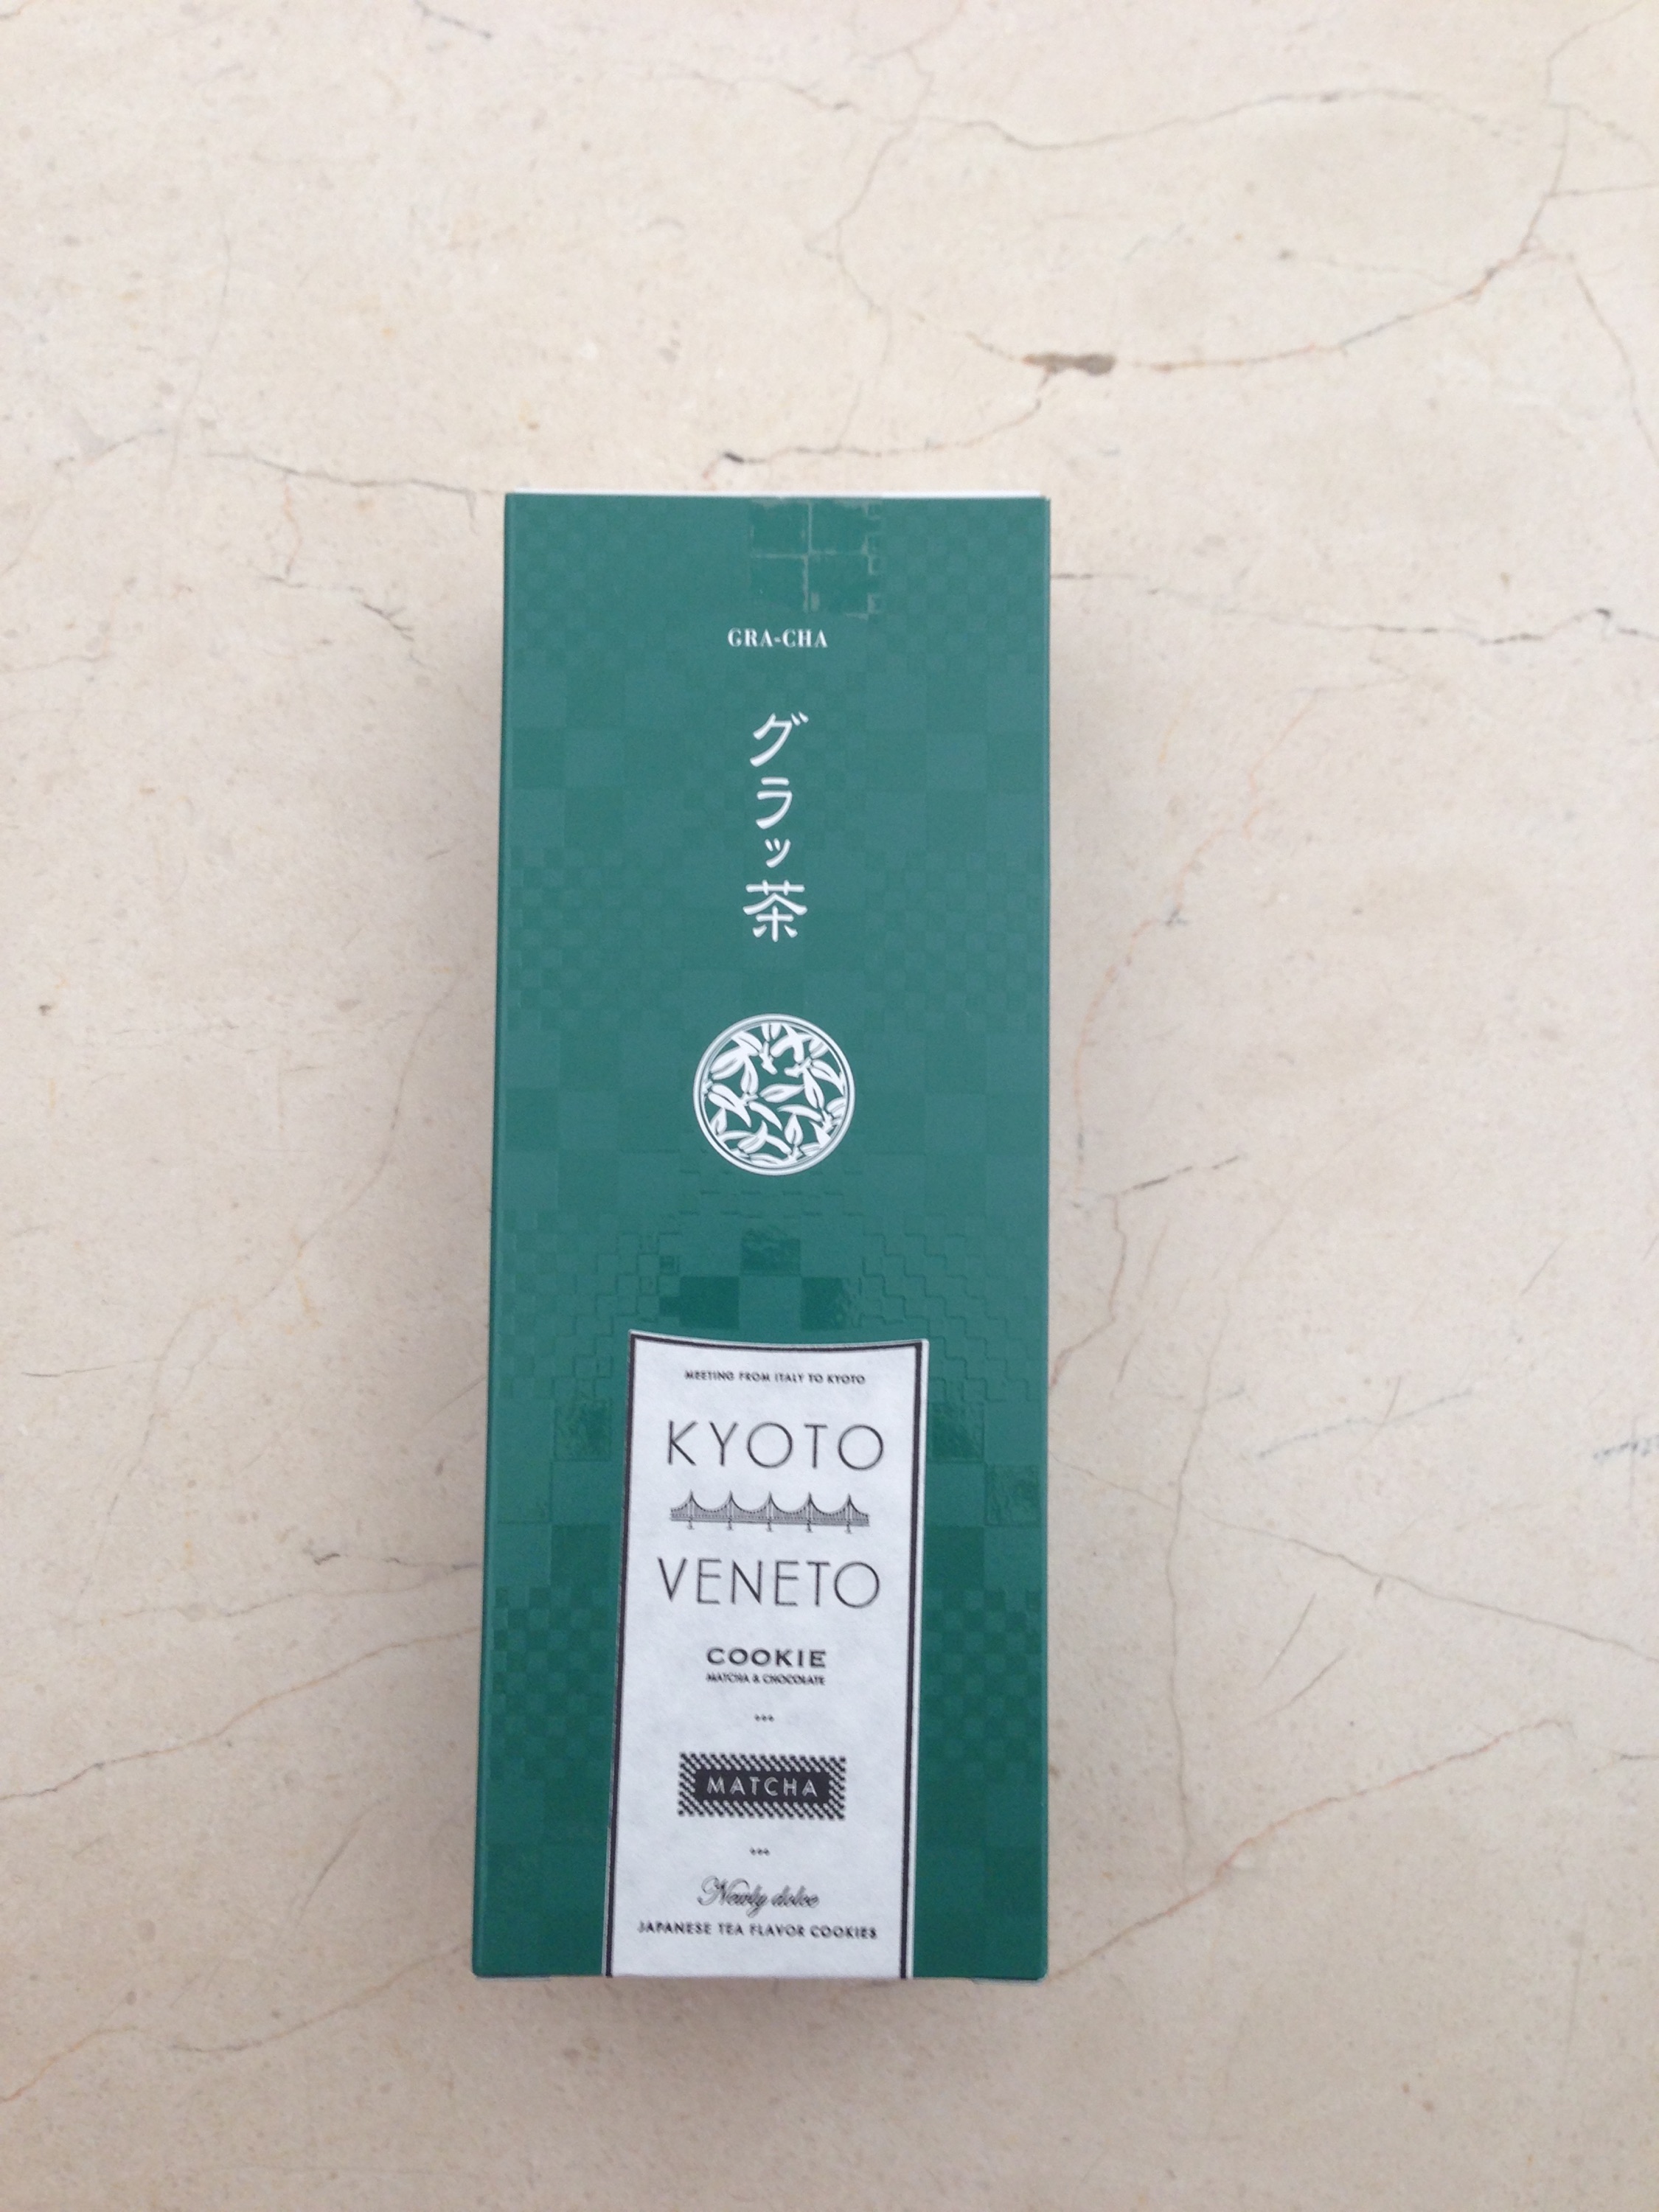 GRA-CHA
グラッ茶
MEETING FROM ITALY TO KYOTO
KYOTO
VENETO
COOKIE
MATCHA & CHOCOLATE
MATCHA
Newly dolce
JAPANESE TEA FLAVOR COOKIES